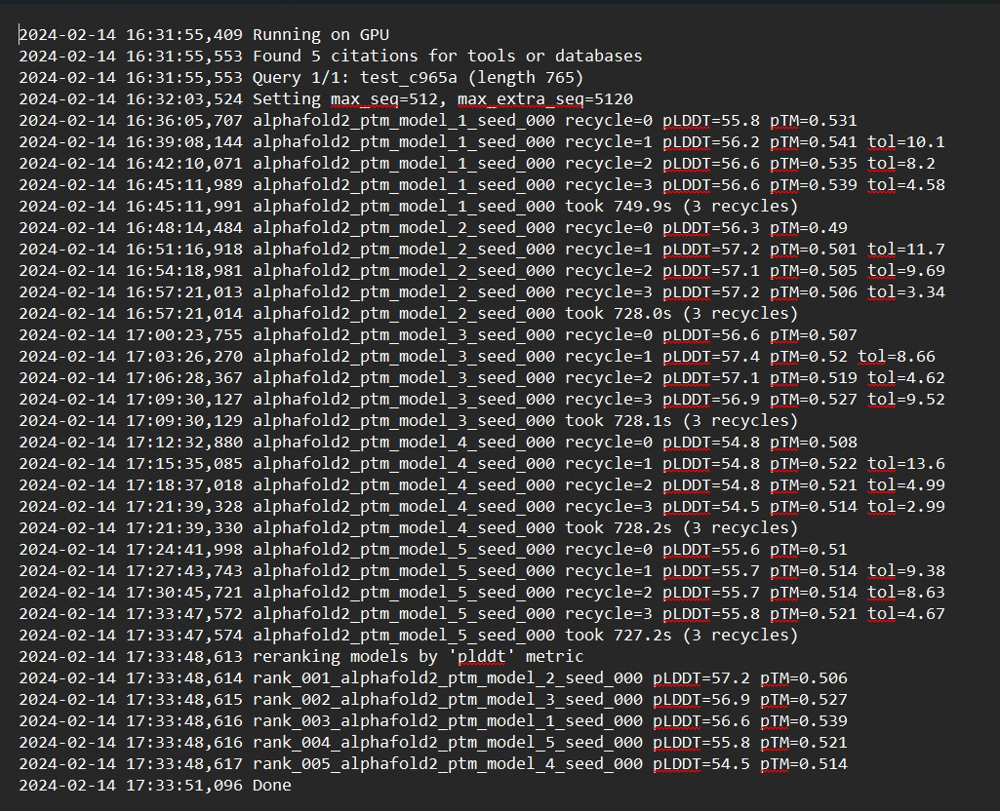 2024-02-14 16:31:55,409 Running on GPU
2024-02-14 16:31:55,553 Found 5 citations for tools or databases
2024-02-14 16:31:55,553 Query 1/1: test_c965a (length 765)
2024-02-14 16:32:03,524 Setting max_seq=512, max_extra_seq=5120
2024-02-14 16:36:05,707 alphafold2_ptm_model_1_seed_000 recycle=0 pLDDT=55.8 pTM=0.531
2024-02-14 16:39:08,144 alphafold2_ptm_model_1_seed_000 recycle=1 pLDDT=56.2 pTM=0.541 tol=10.1
2024-02-14 16:42:10,071 alphafold2_ptm_model_1_seed_000 recycle=2 pLDDT=56.6 pTM=0.535 tol=8.2
2024-02-14 16:45:11,989 alphafold2_ptm_model_1_seed_000 recycle=3 pLDDT=56.6 pTM=0.539 tol=4.58
2024-02-14 16:45:11,991 alphafold2_ptm_model_1_seed_000 took 749.9s (3 recycles)
2024-02-14 16:48:14,484 alphafold2_ptm_model_2_seed_000 recycle=0 pLDDT=56.3 pTM=0.49
2024-02-14 16:51:16,918 alphafold2_ptm_model_2_seed_000 recycle=1 pLDDT=57.2 pTM=0.501 tol=11.7
2024-02-14 16:54:18,981 alphafold2_ptm_model_2_seed_000 recycle=2 pLDDT=57.1 pTM=0.505 tol=9.69
2024-02-14 16:57:21,013 alphafold2_ptm_model_2_seed_000 recycle=3 pLDDT=57.2 pTM=0.506 tol=3.34
2024-02-14 16:57:21,014 alphafold2_ptm_model_2_seed_000 took 728.0s (3 recycles)
2024-02-14 17:00:23,755 alphafold2_ptm_model_3_seed_000 recycle=0 pLDDT=56.6 pTM=0.507
2024-02-14 17:03:26,270 alphafold2_ptm_model_3_seed_000 recycle=1 pLDDT=57.4 pTM=0.52 tol=8.66
2024-02-14 17:06:28,367 alphafold2_ptm_model_3_seed_000 recycle=2 pLDDT=57.1 pTM=0.519 tol=4.62
2024-02-14 17:09:30,127 alphafold2_ptm_model_3_seed_000 recycle=3 pLDDT=56.9 pTM=0.527 tol=9.52
2024-02-14 17:09:30,129 alphafold2_ptm_model_3_seed_000 took 728.1s (3 recycles)
2024-02-14 17:12:32,880 alphafold2_ptm_model_4_seed_000 recycle=0 pLDDT=54.8 pTM=0.508
2024-02-14 17:15:35,085 alphafold2_ptm_model_4_seed_000 recycle=1 pLDDT=54.8 pTM=0.522 tol=13.6
2024-02-14 17:18:37,018 alphafold2_ptm_model_4_seed_000 recycle=2 pLDDT=54.8 pTM=0.521 tol=4.99
2024-02-14 17:21:39,328 alphafold2_ptm_model_4_seed_000 recycle=3 pLDDT=54.5 pTM=0.514 tol=2.99
2024-02-14 17:21:39,330 alphafold2_ptm_model_4_seed_000 took 728.2s (3 recycles)
2024-02-14 17:24:41,998 alphafold2_ptm_model_5_seed_000 recycle=0 pLDDT=55.6 pTM=0.51
2024-02-14 17:27:43,743 alphafold2_ptm_model_5_seed_000 recycle=1 pLDDT=55.7 pTM=0.514 tol=9.38
2024-02-14 17:30:45,721 alphafold2_ptm_model_5_seed_000 recycle=2 pLDDT=55.7 pTM=0.514 tol=8.63
2024-02-14 17:33:47,572 alphafold2_ptm_model_5_seed_000 recycle=3 pLDDT=55.8 pTM=0.521 tol=4.67
2024-02-14 17:33:47,574 alphafold2_ptm_model_5_seed_000 took 727.2s (3 recycles)
2024-02-14 17:33:48,613 reranking models by 'plddt' metric
2024-02-14 17:33:48,614 rank_001_alphafold2_ptm_model_2_seed_000 pLDDT=57.2 pTM=0.506
2024-02-14 17:33:48,615 rank_002_alphafold2_ptm_model_3_seed_000 pLDDT=56.9 pTM=0.527
2024-02-14 17:33:48,616 rank_003_alphafold2_ptm_model_1_seed_000 pLDDT=56.6 pTM=0.539
2024-02-14 17:33:48,616 rank_004_alphafold2_ptm_model_5_seed_000 pLDDT=55.8 pTM=0.521
2024-02-14 17:33:48,617 rank_005_alphafold2_ptm_model_4_seed_000 pLDDT=54.5 pTM=0.514
2024-02-14 17:33:51,096 Done